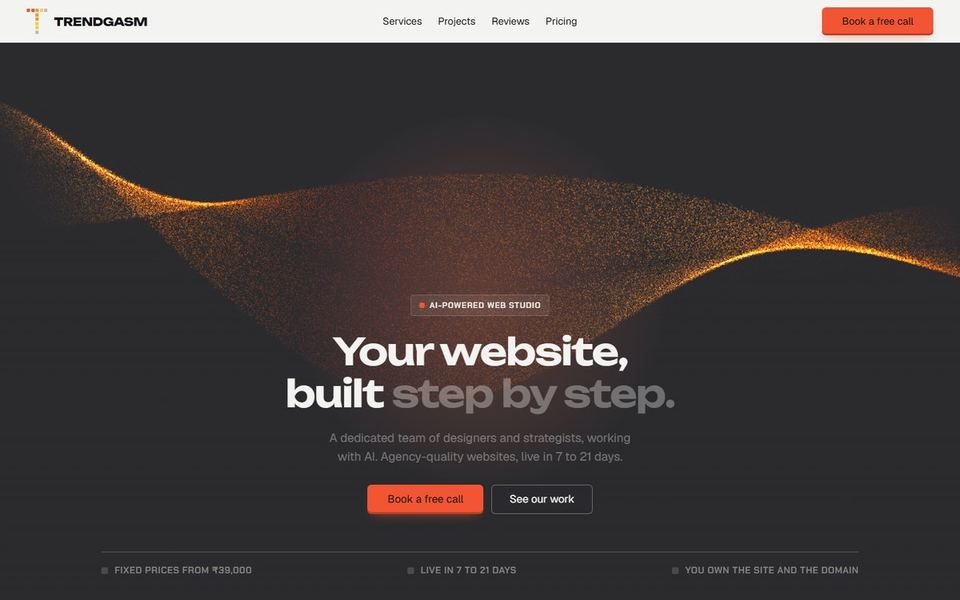 TRENDGASM
Services Projects Reviews Pricing
Book a free call
AI-POWERED WEB STUDIO
Your website,
built step by step.
A dedicated team of designers and strategists, working
with AI. Agency-quality websites, live in 7 to 21 days.
Book a free call
See our work
FIXED PRICES FROM ₹39,000
LIVE IN 7 TO 21 DAYS
YOU OWN THE SITE AND THE DOMAIN